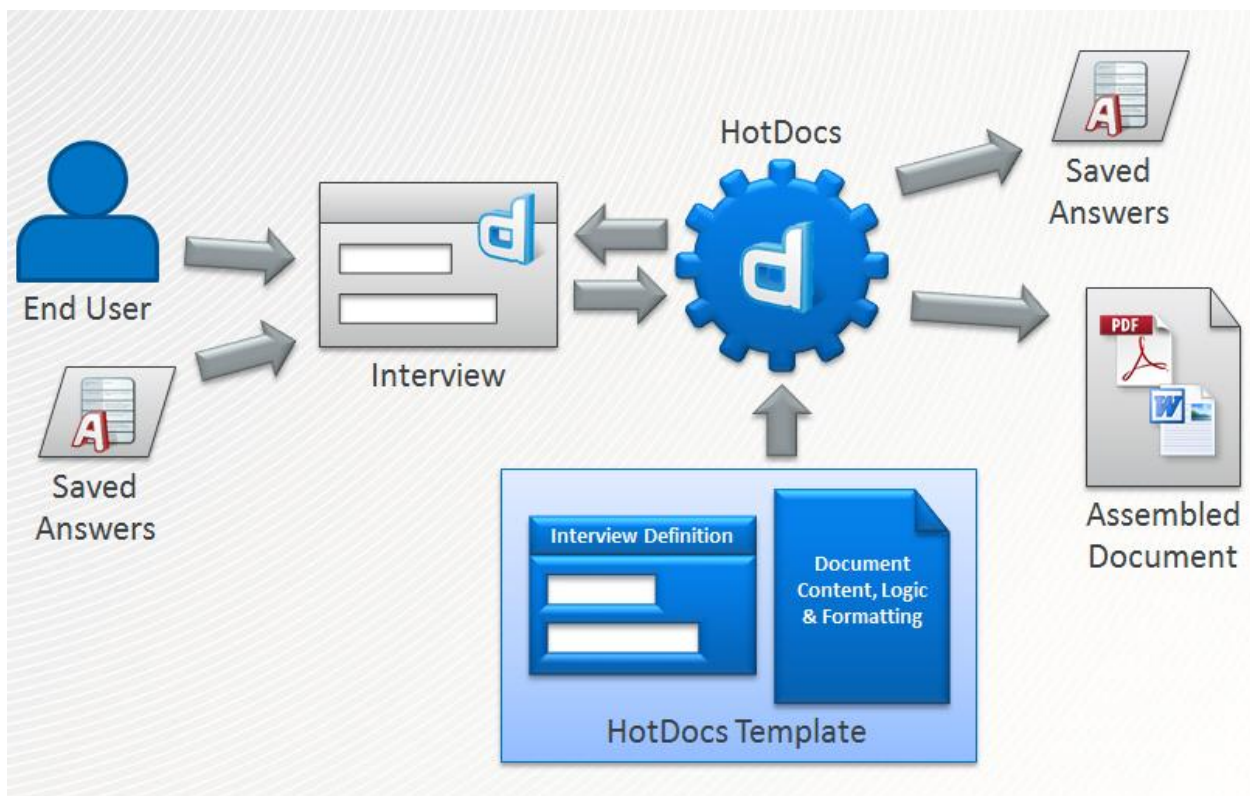 HotDocs
Saved
Answers
End User
Interview
Saved
Answers
PDF
W
Assembled
Document
Interview Definition
Document
Content, Logic
& Formatting
HotDocs Template